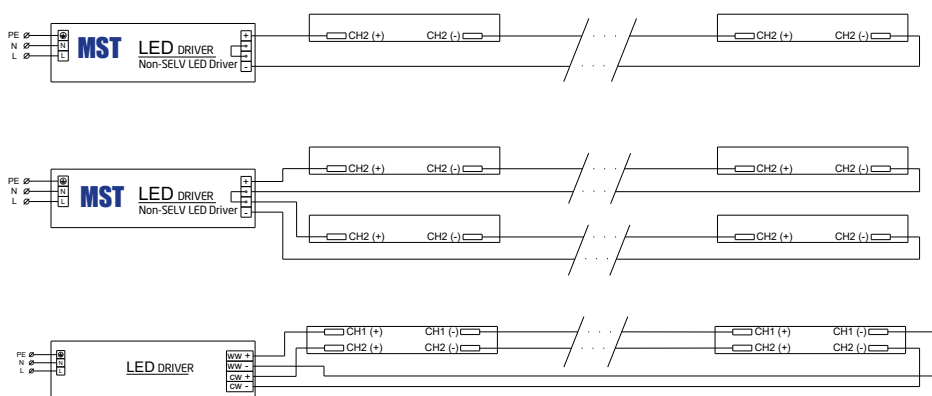 PE
N
L
N
L
MST
LED DRIVER
Non-SELV LED Driver
+
-
CH2 (+) CH2 (-)
. . .
. . .
CH2 (+) CH2 (-)
PE
N
L
N
L
MST
LED DRIVER
Non-SELV LED Driver
+
-
CH2 (+) CH2 (-)
. . .
. . .
CH2 (+) CH2 (-)
CH2 (+) CH2 (-)
. . .
. . .
CH2 (+) CH2 (-)
PE
N
L
N
L
LED DRIVER
WW +
WW -
CW +
CW -
CH1 (+) CH1 (-)
CH2 (+) CH2 (-)
. . .
. . .
CH1 (+) CH1 (-)
CH2 (+) CH2 (-)